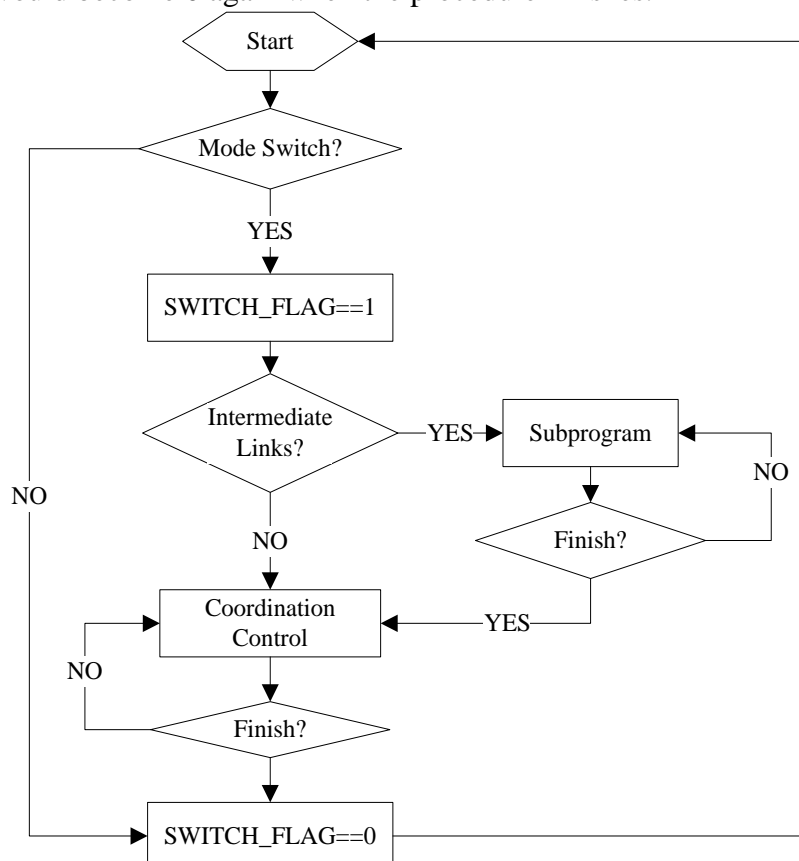 Start
Mode Switch?
YES
SWITCH_FLAG==1
Intermediate
Links?
YES
Subprogram
NO
NO
NO
Finish?
Coordination
Control
YES
NO
Finish?
SWITCH_FLAG==0